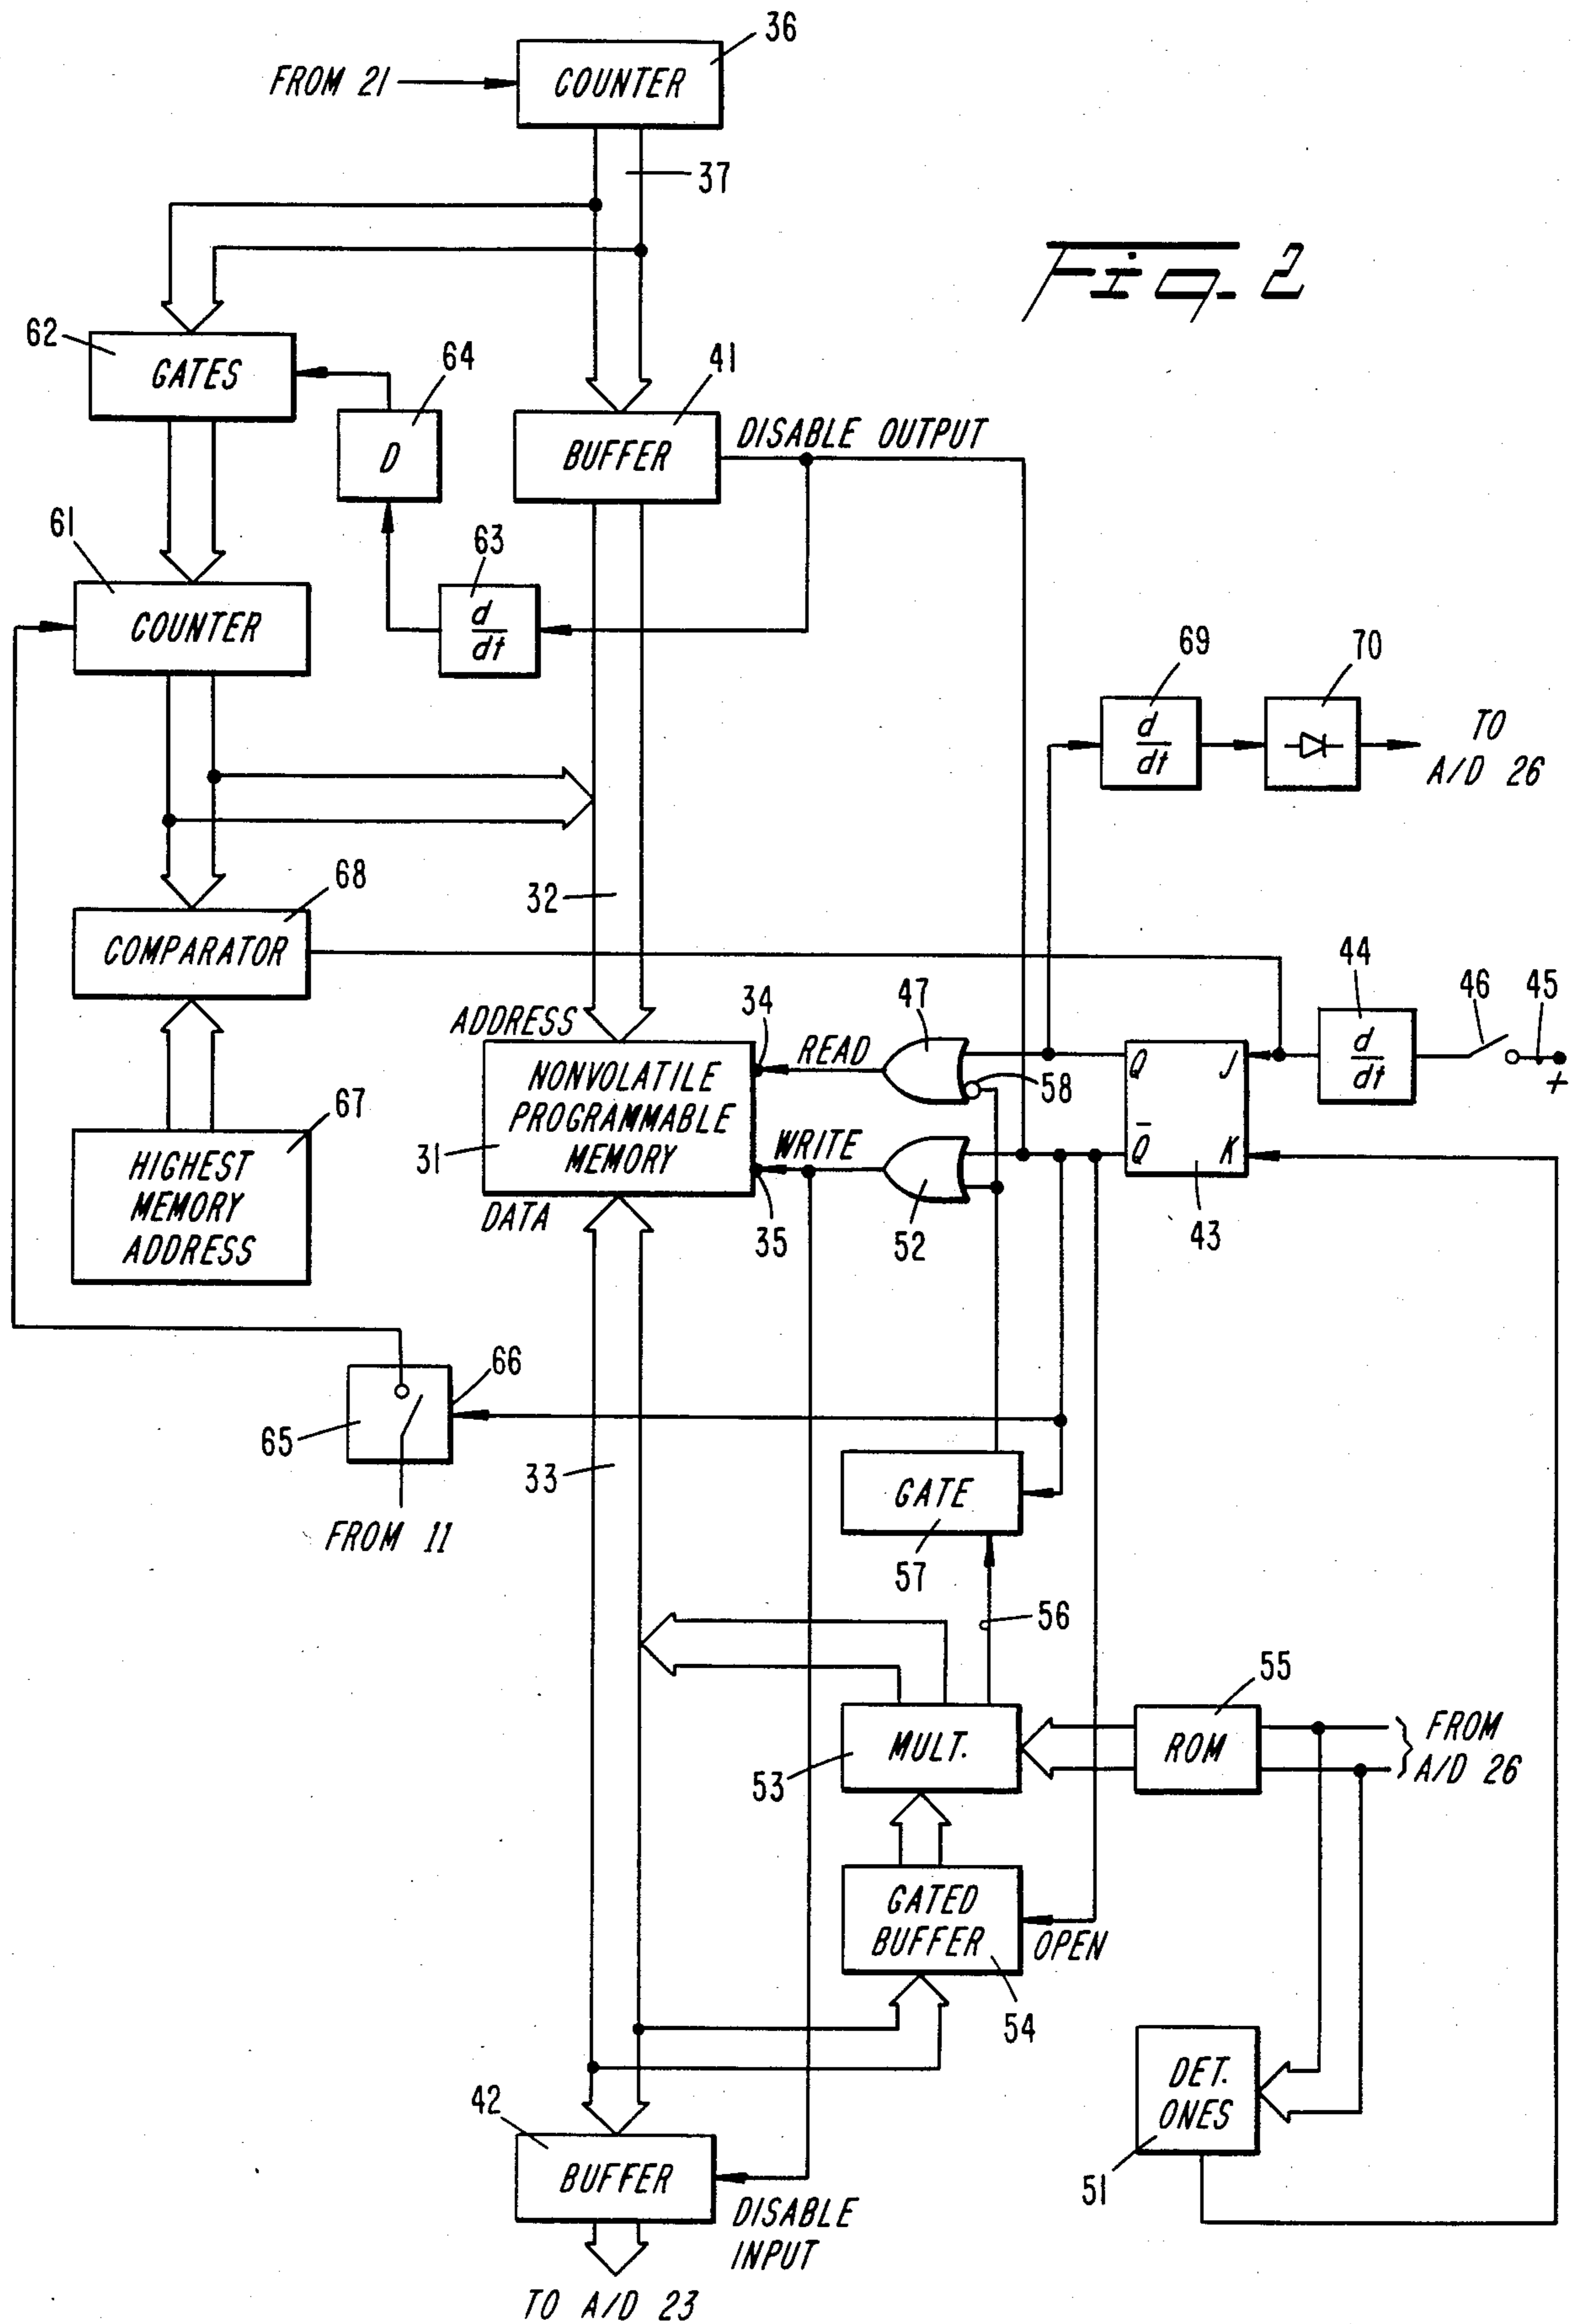 36
FROM 21
COUNTER
37
Fig. 2
62
GATES
64
D
41
BUFFER
DISABLE OUTPUT
61
COUNTER
63
d
dt
69
d
dt
70
TO
A/D 26
68
COMPARATOR
32
44
d
dt
46
45
+
ADDRESS
34
READ
47
58
Q
J
NONVOLATILE
PROGRAMMABLE
MEMORY
31
WRITE
Q̅
K
43
DATA
35
52
67
HIGHEST
MEMORY
ADDRESS
66
65
FROM 11
33
GATE
57
56
55
MULT.
53
ROM
FROM
A/D 26
GATED
BUFFER
OPEN
54
DET.
ONES
51
42
BUFFER
DISABLE
INPUT
TO A/D 23